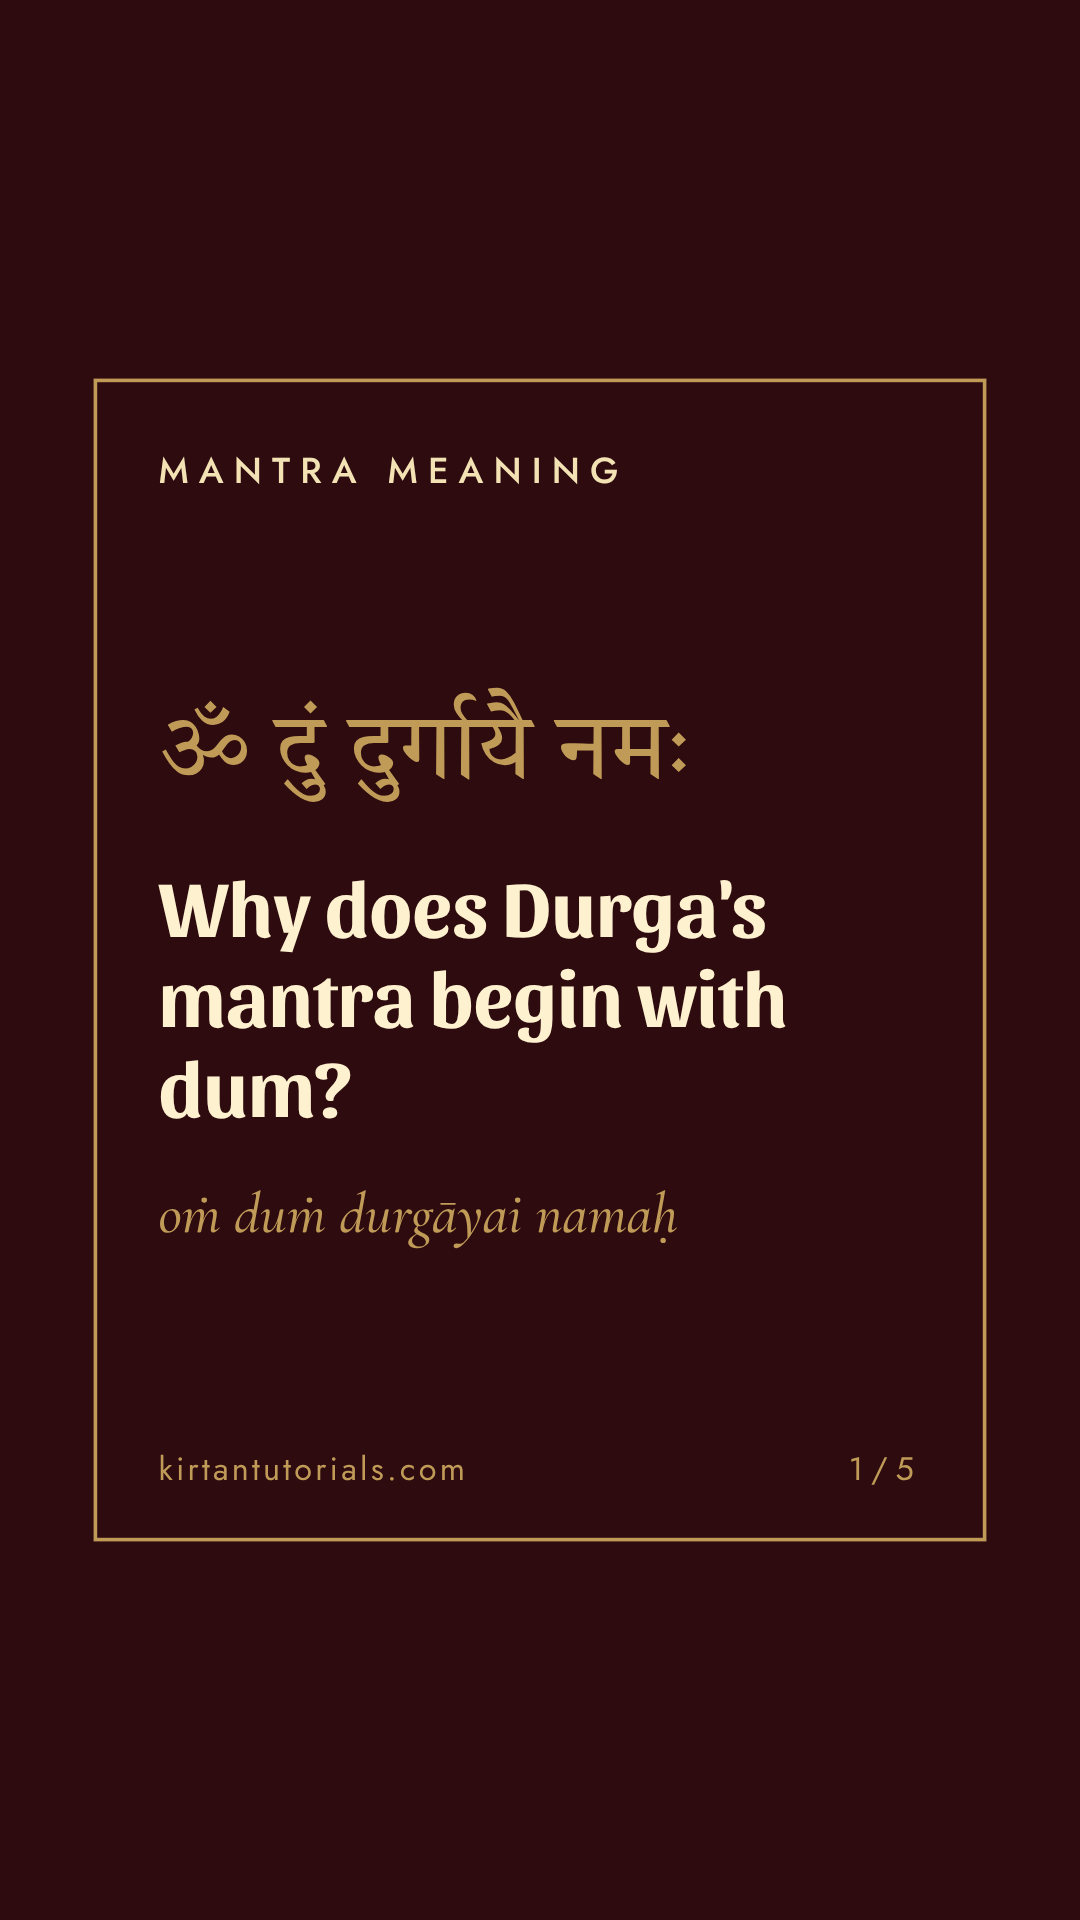 MANTRA MEANING
ॐ दुं दुर्गायै नमः
Why does Durga's
mantra begin with
dum?
oṁ duṁ durgāyai namaḥ
kirtantutorials.com
1 / 5